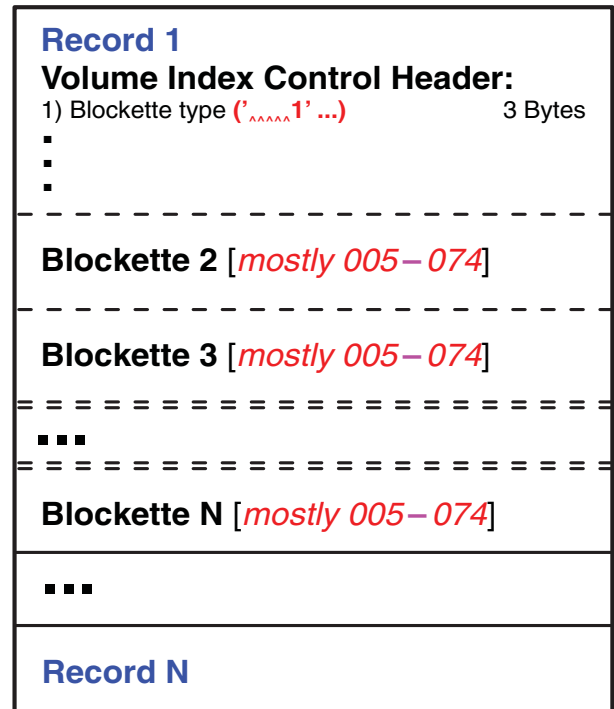 Record 1
Volume Index Control Header:
1) Blockette type ('^^^^^1' ...) 3 Bytes
Blockette 2 [mostly 005–074]
Blockette 3 [mostly 005–074]
...
Blockette N [mostly 005–074]
...
Record N